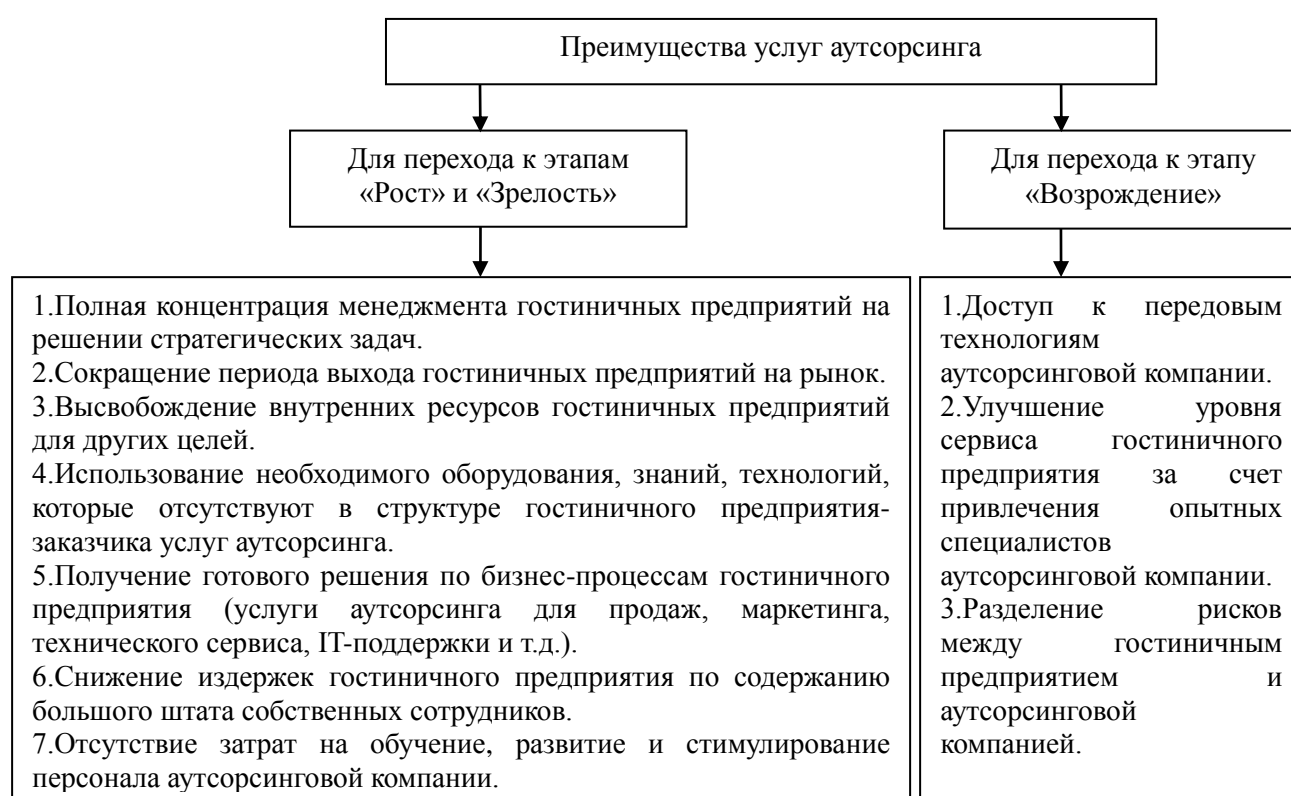 Преимущества услуг аутсорсинга
Для перехода к этапам
«Рост» и «Зрелость»
Для перехода к этапу
«Возрождение»
1.Полная концентрация менеджмента гостиничных предприятий на
решении стратегических задач.
2.Сокращение периода выхода гостиничных предприятий на рынок.
3.Высвобождение внутренних ресурсов гостиничных предприятий
для других целей.
4.Использование необходимого оборудования, знаний, технологий,
которые отсутствуют в структуре гостиничного предприятия-
заказчика услуг аутсорсинга.
5.Получение готового решения по бизнес-процессам гостиничного
предприятия (услуги аутсорсинга для продаж, маркетинга,
технического сервиса, IT-поддержки и т.д.).
6.Снижение издержек гостиничного предприятия по содержанию
большого штата собственных сотрудников.
7.Отсутствие затрат на обучение, развитие и стимулирование
персонала аутсорсинговой компании.
1.Доступ к передовым
технологиям
аутсорсинговой компании.
2.Улучшение уровня
сервиса гостиничного
предприятия за счет
привлечения опытных
специалистов
аутсорсинговой компании.
3.Разделение рисков
между гостиничным
предприятием и
аутсорсинговой
компанией.